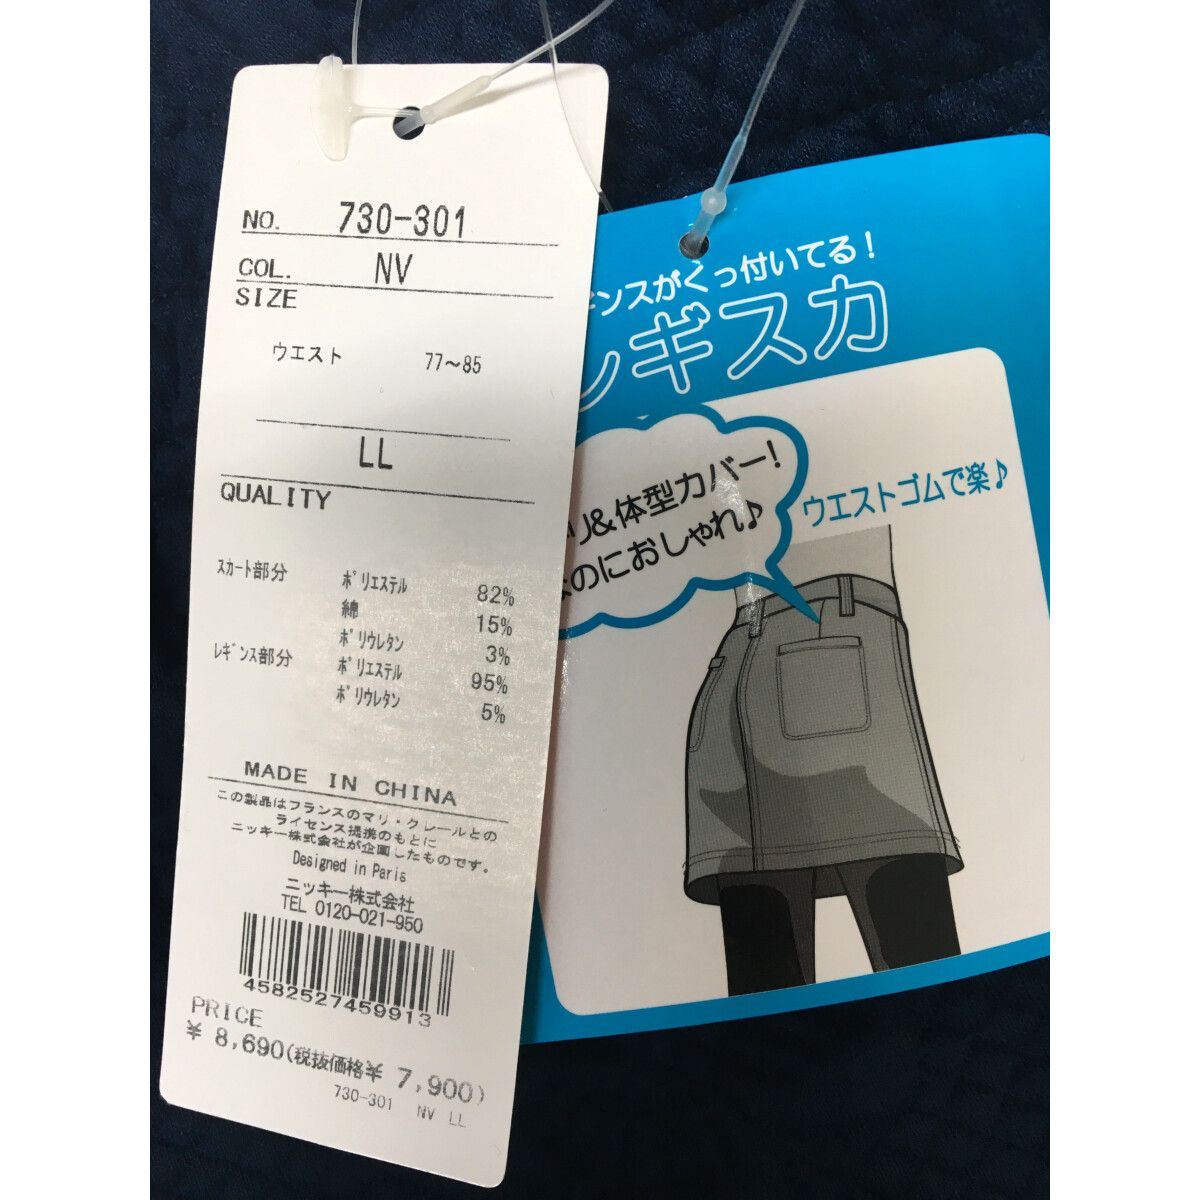 NO. 730-301
COL. NV
SIZE
ウエスト 77～85
LL
QUALITY
スカート部分 ポリエステル 82%
綿 15%
ポリウレタン 3%
レギンス部分 ポリエステル 95%
ポリウレタン 5%
MADE IN CHINA
この製品はフランスのマリ・クレールとの
ライセンス提携のもとに
ニッキー株式会社が企画したものです。
Designed in Paris
ニッキー株式会社
TEL 0120-021-950
4582527459913
PRICE
¥ 8,690(税抜価格¥ 7,900)
730-301 NV LL
ギンスがくっ付いてる！
レギスカ
リ&体型カバー!
なのにおしゃれ♪
ウエストゴムで楽♪